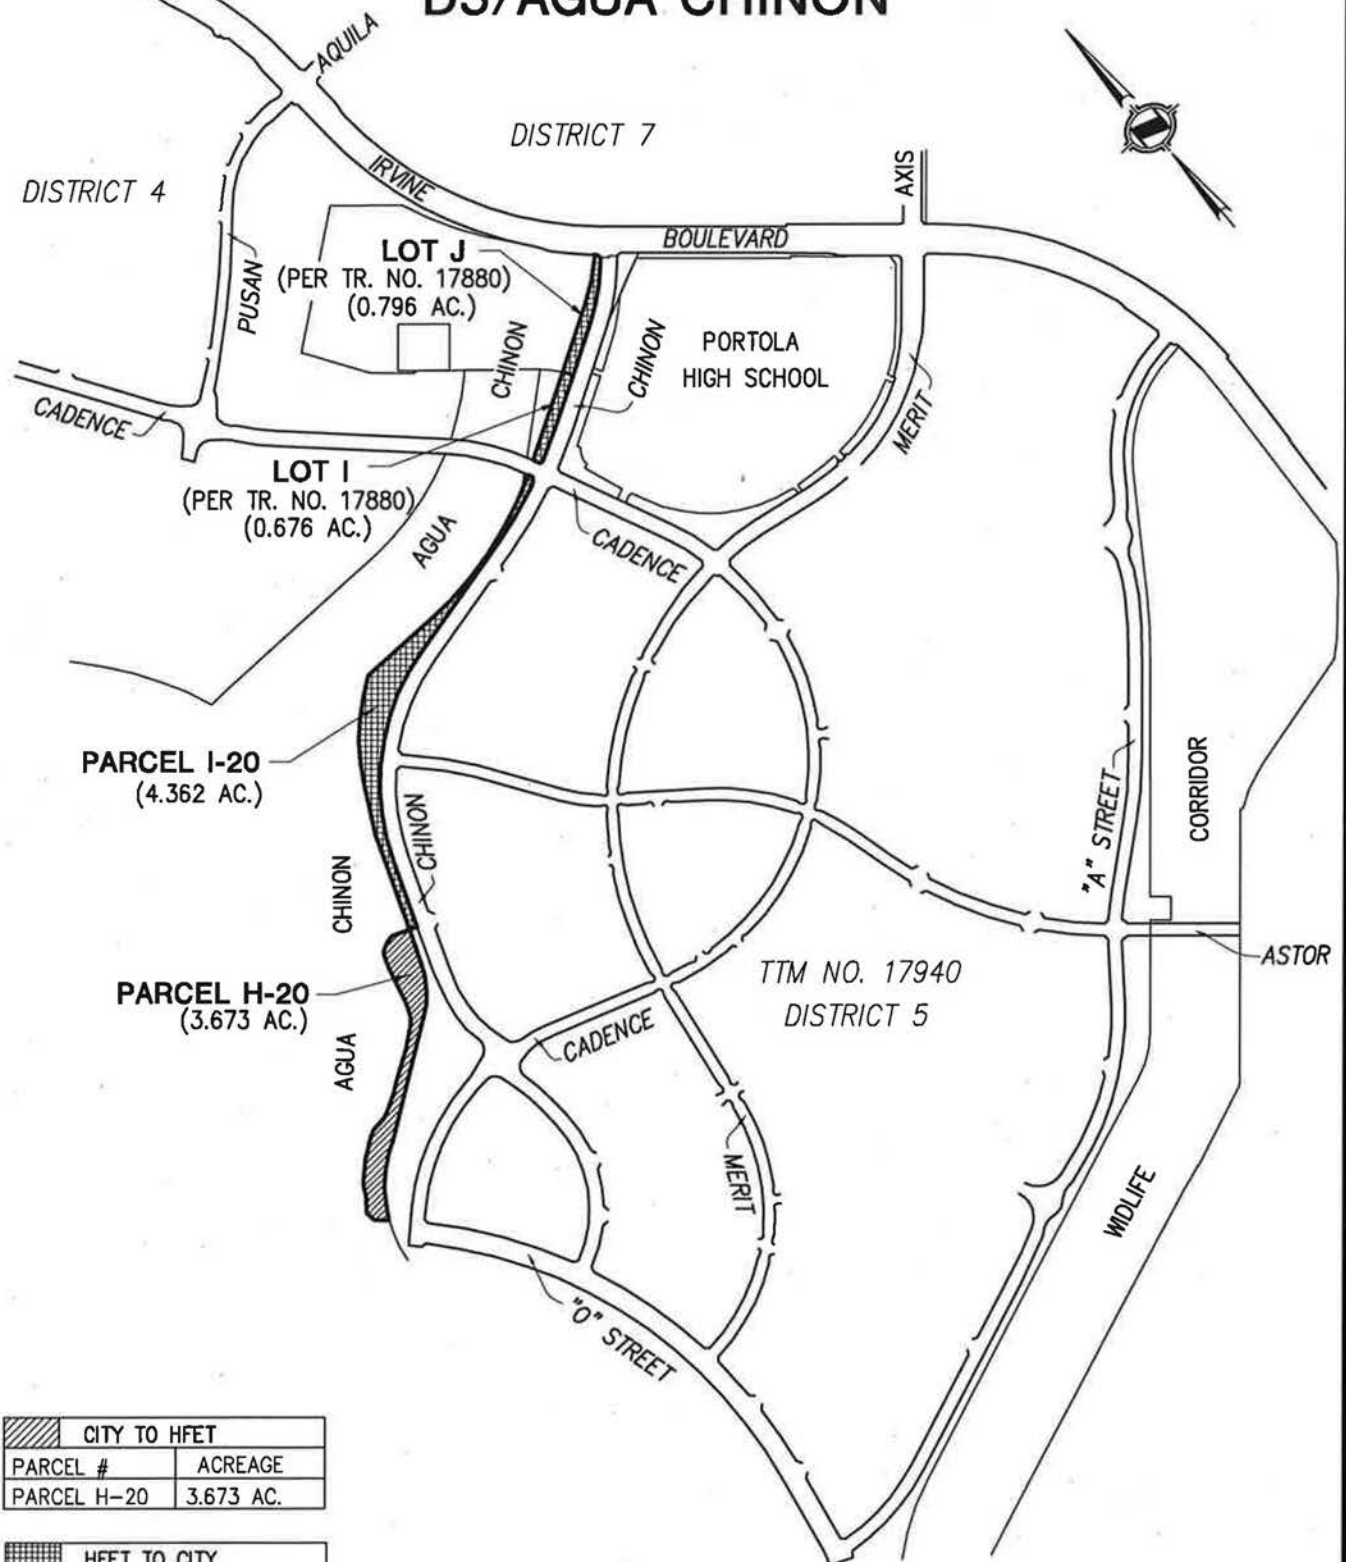 D5/AGUA CHINON
AQUILA
DISTRICT 7
DISTRICT 4
IRVINE
BOULEVARD
AXIS
LOT J
(PER TR. NO. 17880)
(0.796 AC.)
PUSAN
CHINON
CHINON
PORTOLA
HIGH SCHOOL
MERIT
CADENCE
LOT I
(PER TR. NO. 17880)
(0.676 AC.)
AGUA
CADENCE
PARCEL I-20
(4.362 AC.)
CHINON
CHINON
"A" STREET
CORRIDOR
PARCEL H-20
(3.673 AC.)
AGUA
TTM NO. 17940
DISTRICT 5
ASTOR
CADENCE
MERIT
WIDLIFE
"O" STREET
CITY TO HFET
PARCEL # ACREAGE
PARCEL H-20 3.673 AC.
HFET TO CITY